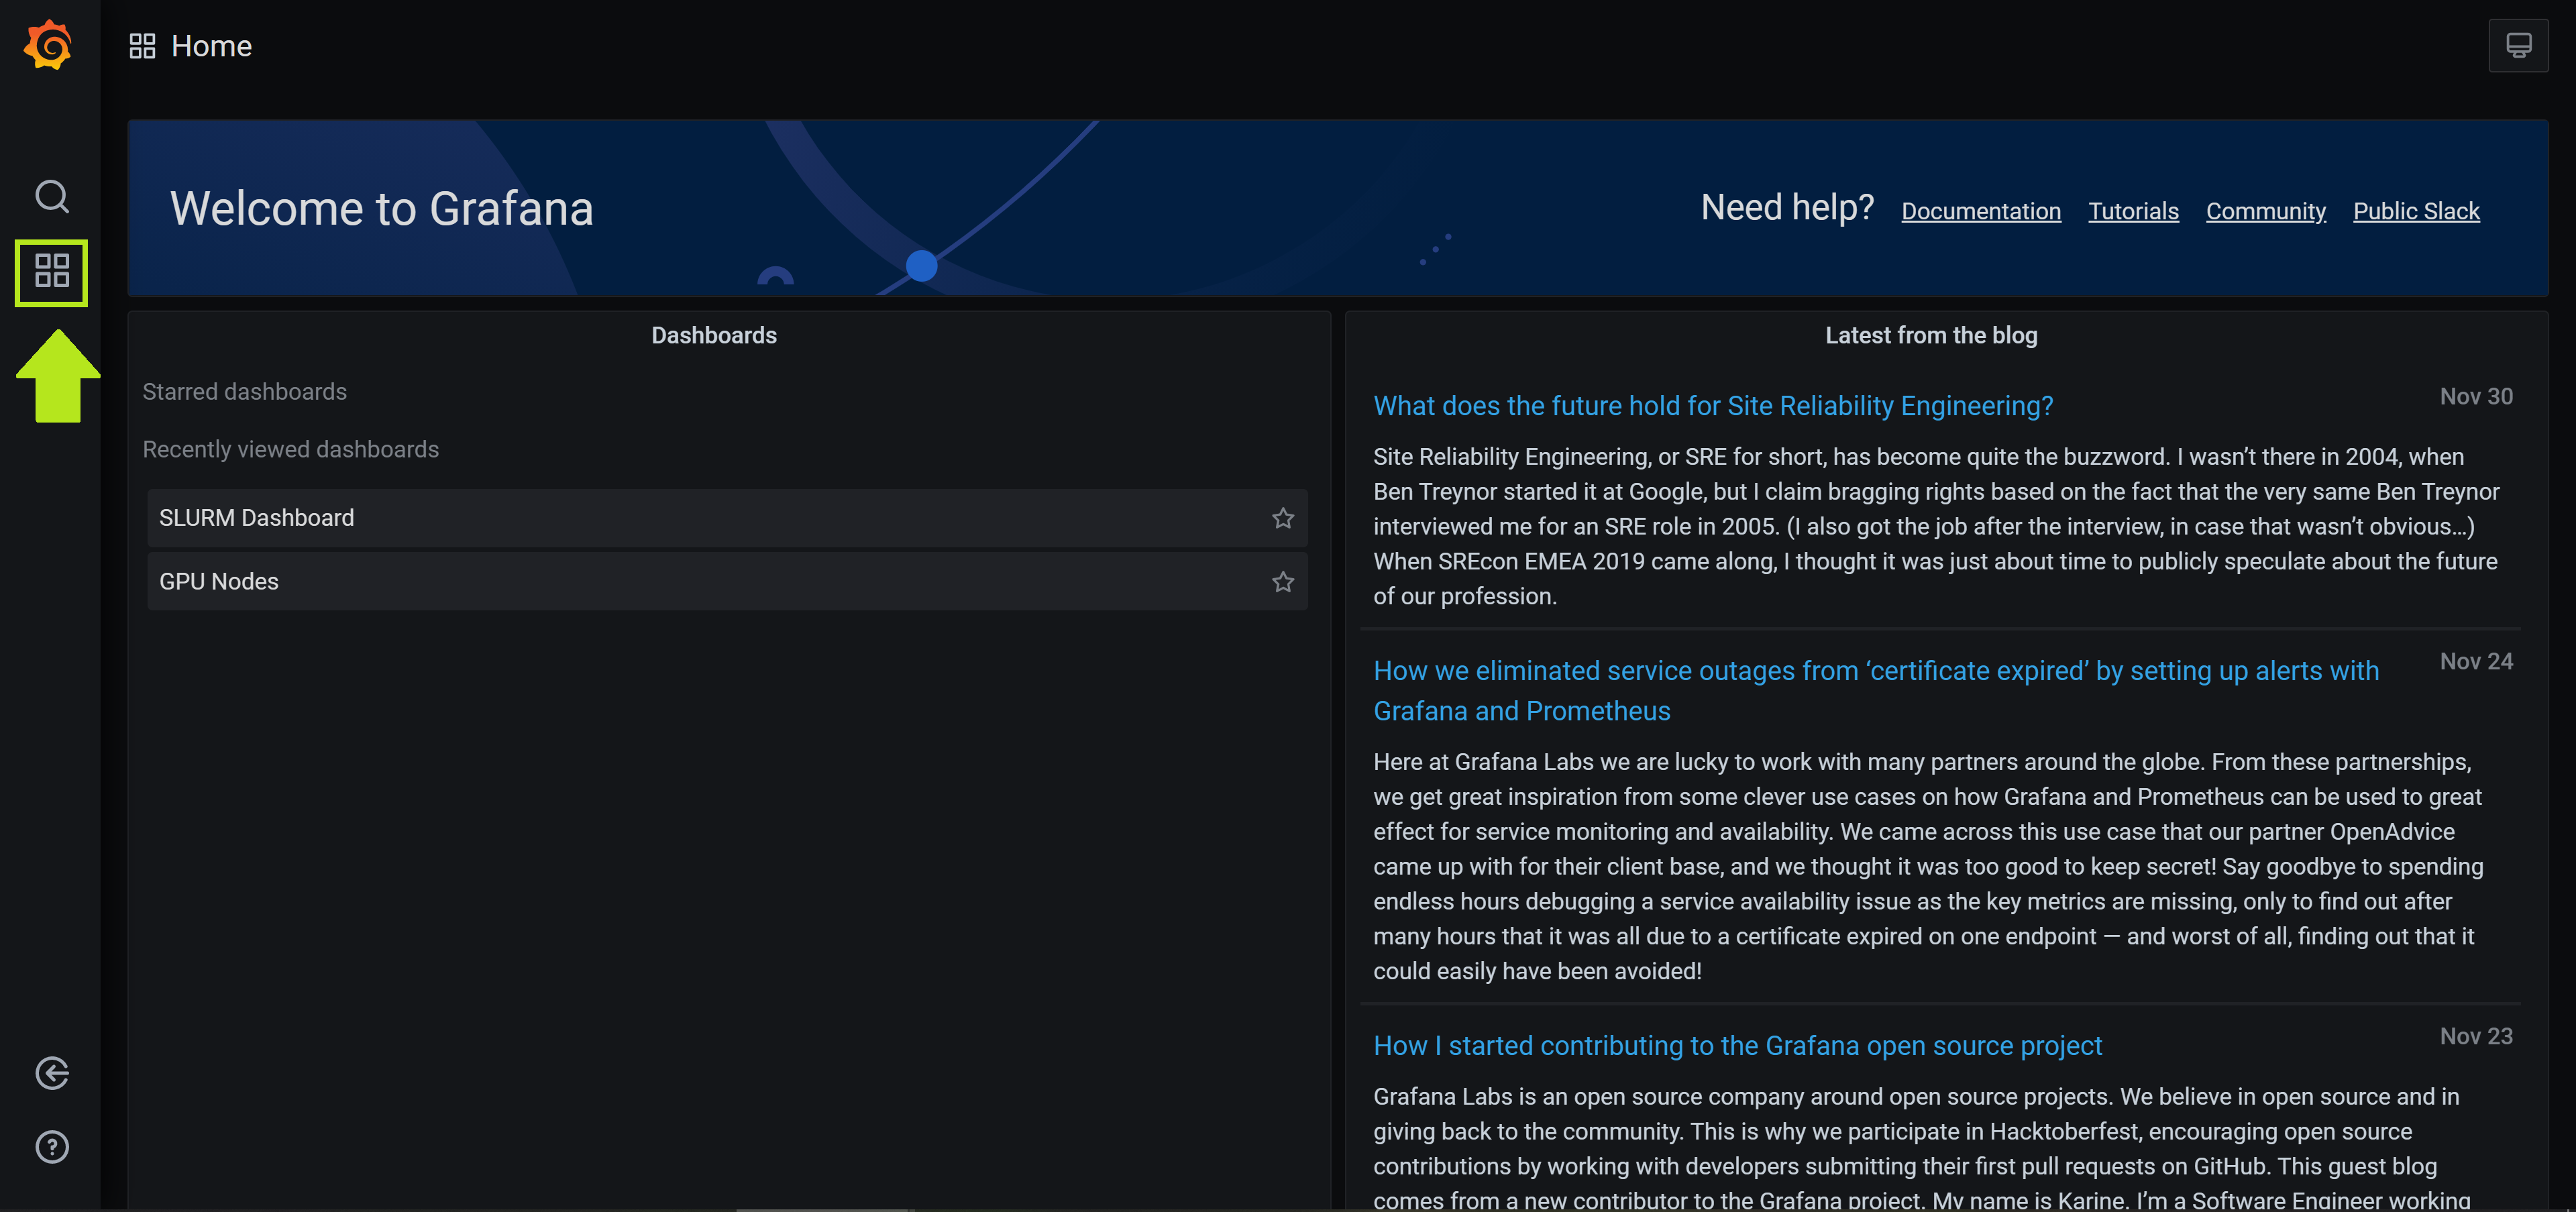 Home
Welcome to Grafana
Need help? Documentation Tutorials Community Public Slack
Dashboards
Starred dashboards
Recently viewed dashboards
SLURM Dashboard
GPU Nodes
Latest from the blog
What does the future hold for Site Reliability Engineering?
Nov 30
Site Reliability Engineering, or SRE for short, has become quite the buzzword. I wasn’t there in 2004, when
Ben Treynor started it at Google, but I claim bragging rights based on the fact that the very same Ben Treynor
interviewed me for an SRE role in 2005. (I also got the job after the interview, in case that wasn’t obvious…)
When SREcon EMEA 2019 came along, I thought it was just about time to publicly speculate about the future
of our profession.
How we eliminated service outages from ‘certificate expired’ by setting up alerts with
Grafana and Prometheus
Nov 24
Here at Grafana Labs we are lucky to work with many partners around the globe. From these partnerships,
we get great inspiration from some clever use cases on how Grafana and Prometheus can be used to great
effect for service monitoring and availability. We came across this use case that our partner OpenAdvice
came up with for their client base, and we thought it was too good to keep secret! Say goodbye to spending
endless hours debugging a service availability issue as the key metrics are missing, only to find out after
many hours that it was all due to a certificate expired on one endpoint — and worst of all, finding out that it
could easily have been avoided!
How I started contributing to the Grafana open source project
Nov 23
Grafana Labs is an open source company around open source projects. We believe in open source and in
giving back to the community. This is why we participate in Hacktoberfest, encouraging open source
contributions by working with developers submitting their first pull requests on GitHub. This guest blog
comes from a new contributor to the Grafana project. My name is Karine. I’m a Software Engineer working